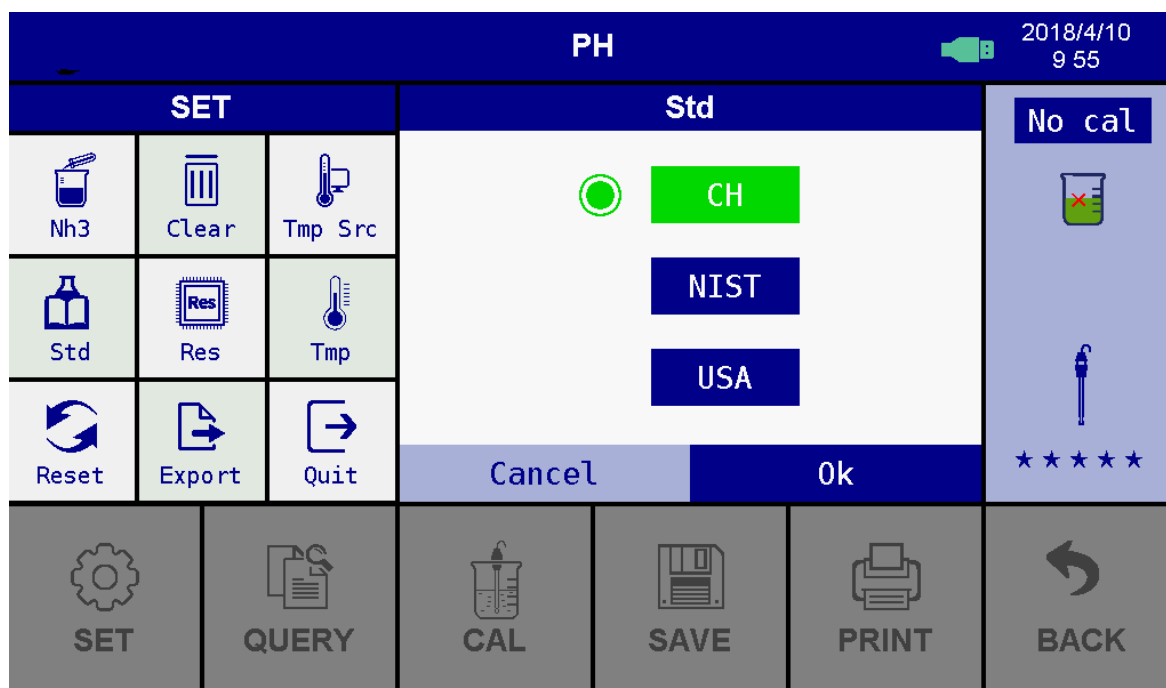 PH
2018/4/10
9 55
SET
Std
No cal
Nh3
Clear
Tmp Src
CH
NIST
Std
Res
Res
Tmp
USA
Reset
Export
Quit
Cancel
Ok
SET
QUERY
CAL
SAVE
PRINT
BACK